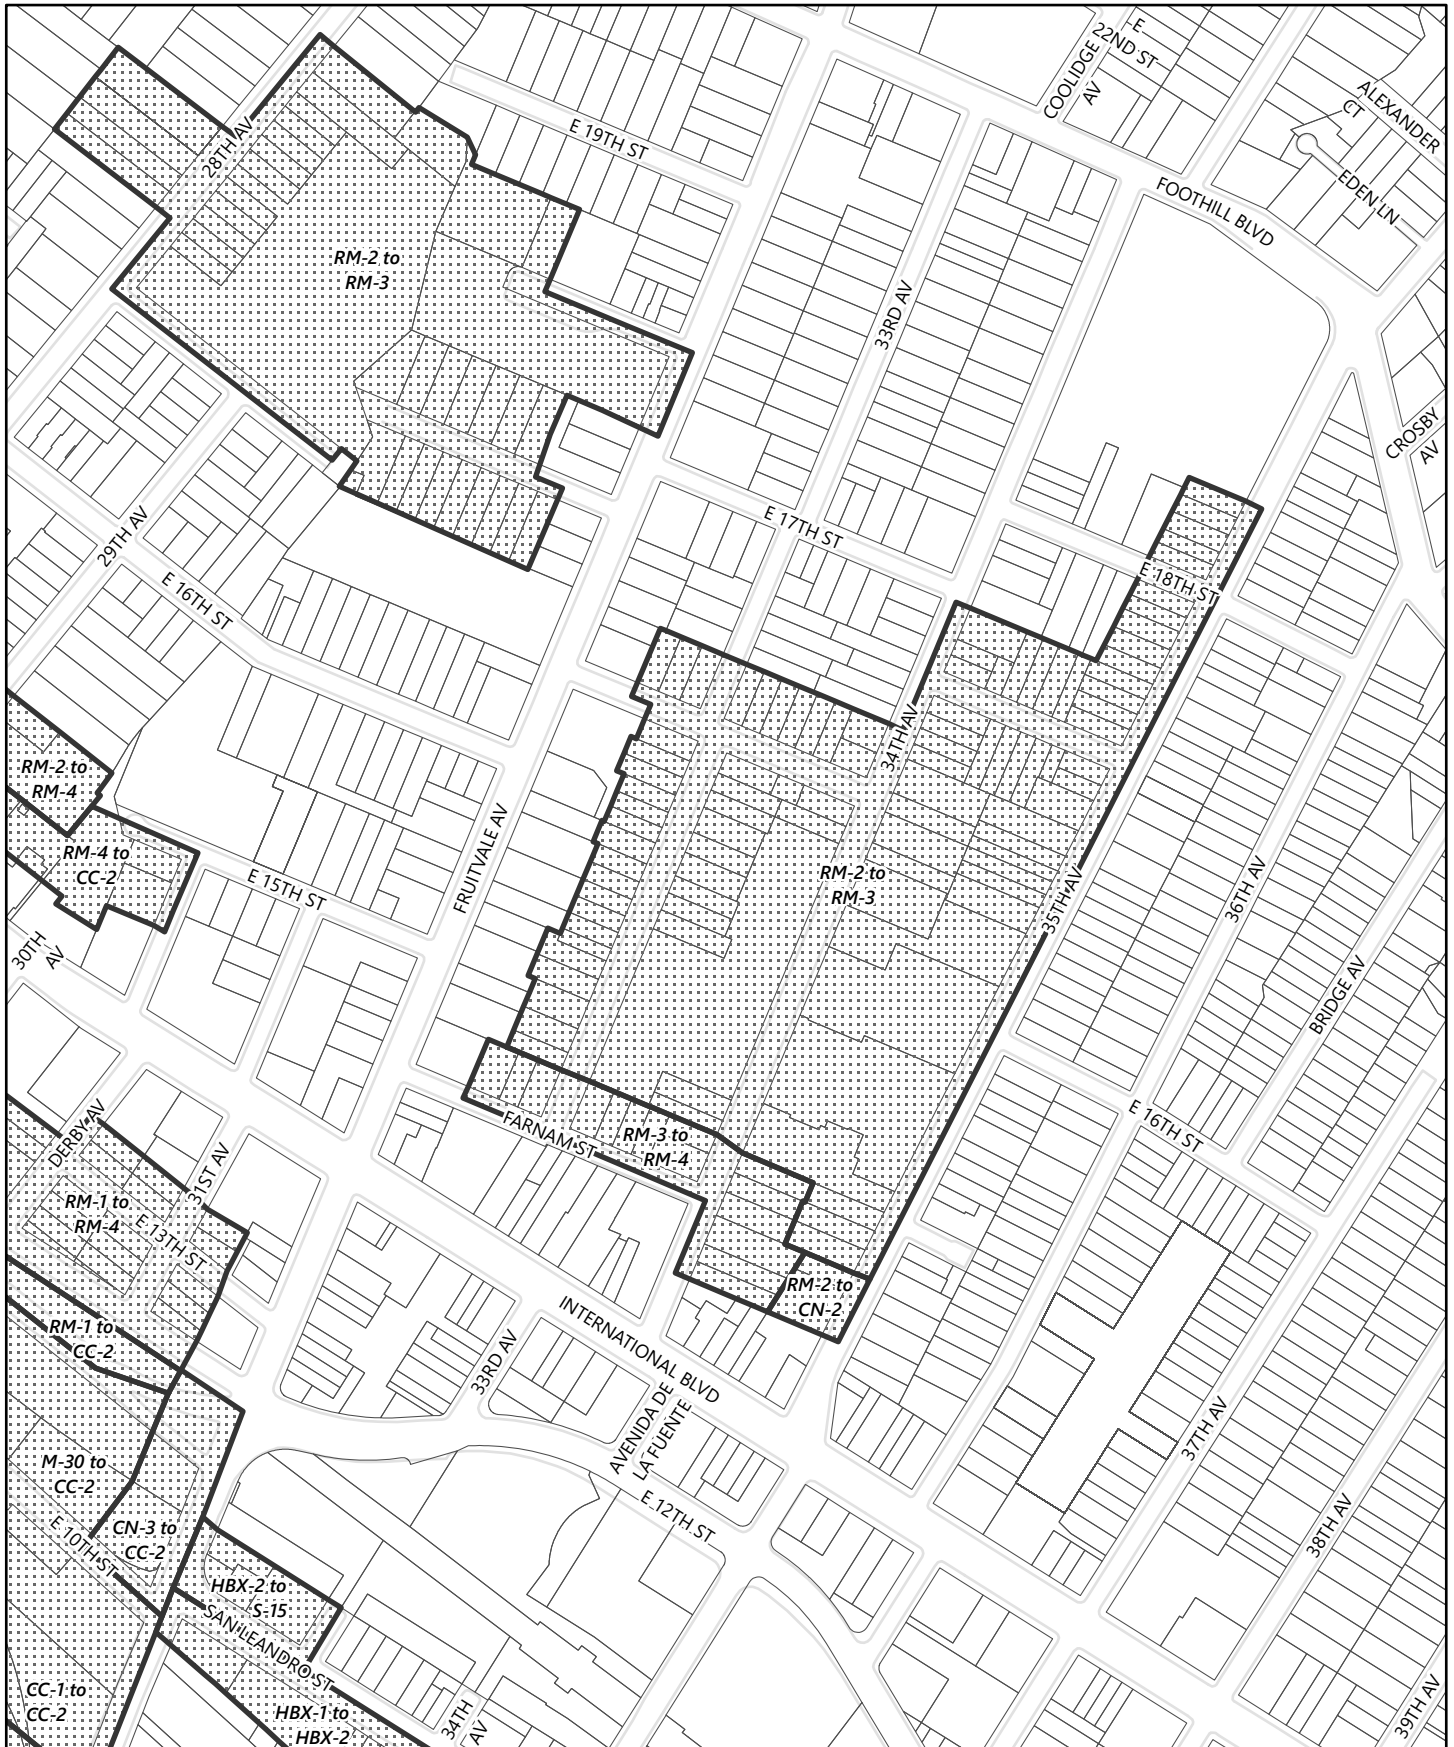 E
22ND ST
COOLIDGE
AV
ALEXANDER
CT
EDEN LN
E 19TH ST
28TH AV
FOOTHILL BLVD
RM-2 to
RM-3
33RD AV
CROSBY
AV
29TH AV
E 17TH ST
E 18TH ST
E 16TH ST
34TH AV
RM-2 to
RM-4
RM-4 to
CC-2
FRUITVALE AV
RM-2 to
RM-3
35TH AV
36TH AV
E 15TH ST
30TH
AV
BRIDGE AV
DERBY AV
FARNAM ST
RM-3 to
RM-4
E 16TH ST
31ST AV
RM-1 to
RM-4
E 13TH ST
RM-2 to
CN-2
RM-1 to
CC-2
INTERNATIONAL BLVD
33RD AV
AVENIDA DE
LA FUENTE
37TH AV
M-30 to
CC-2
CN-3 to
CC-2
E 10TH ST
E 12TH ST
38TH AV
HBX-2 to
S-15
SAN LEANDRO ST
CC-1 to
CC-2
HBX-1 to
HBX-2
34TH
AV
39TH AV